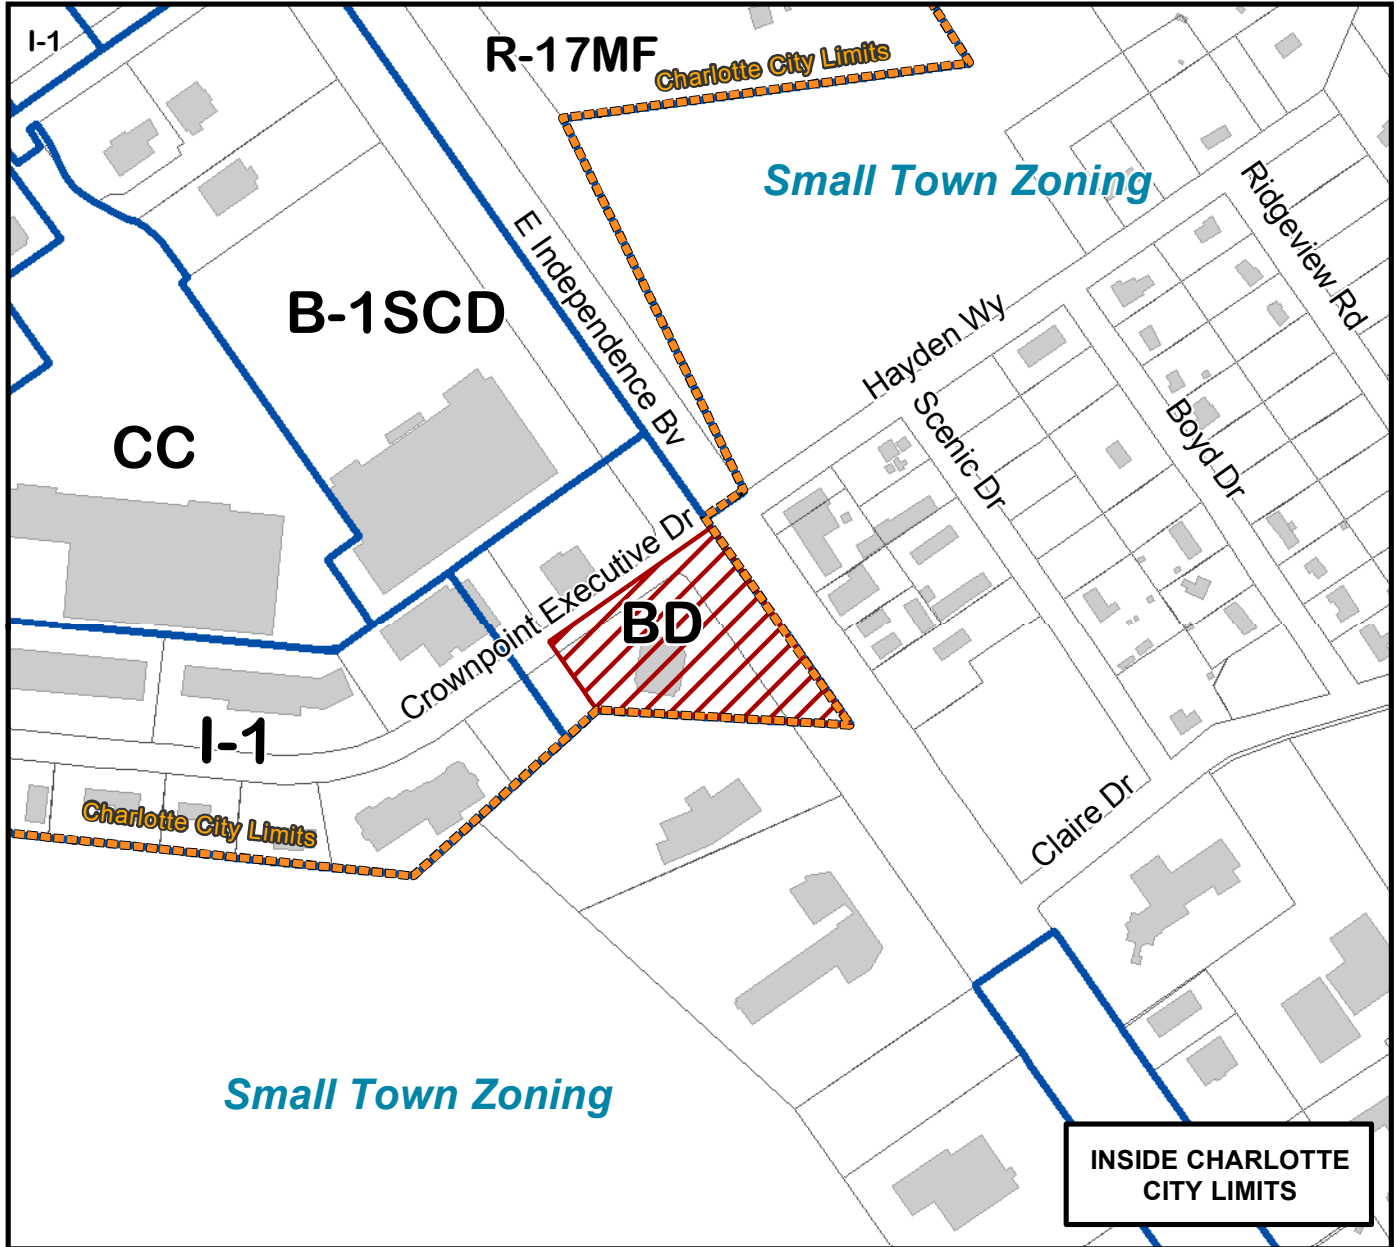 I-1
R-17MF
Charlotte City Limits
Small Town Zoning
Ridgeview Rd
E Independence Bv
B-1SCD
Hayden Wy
Scenic Dr
Boyd Dr
CC
Crownpoint Executive Dr
BD
I-1
Charlotte City Limits
Claire Dr
Small Town Zoning
INSIDE CHARLOTTE
CITY LIMITS